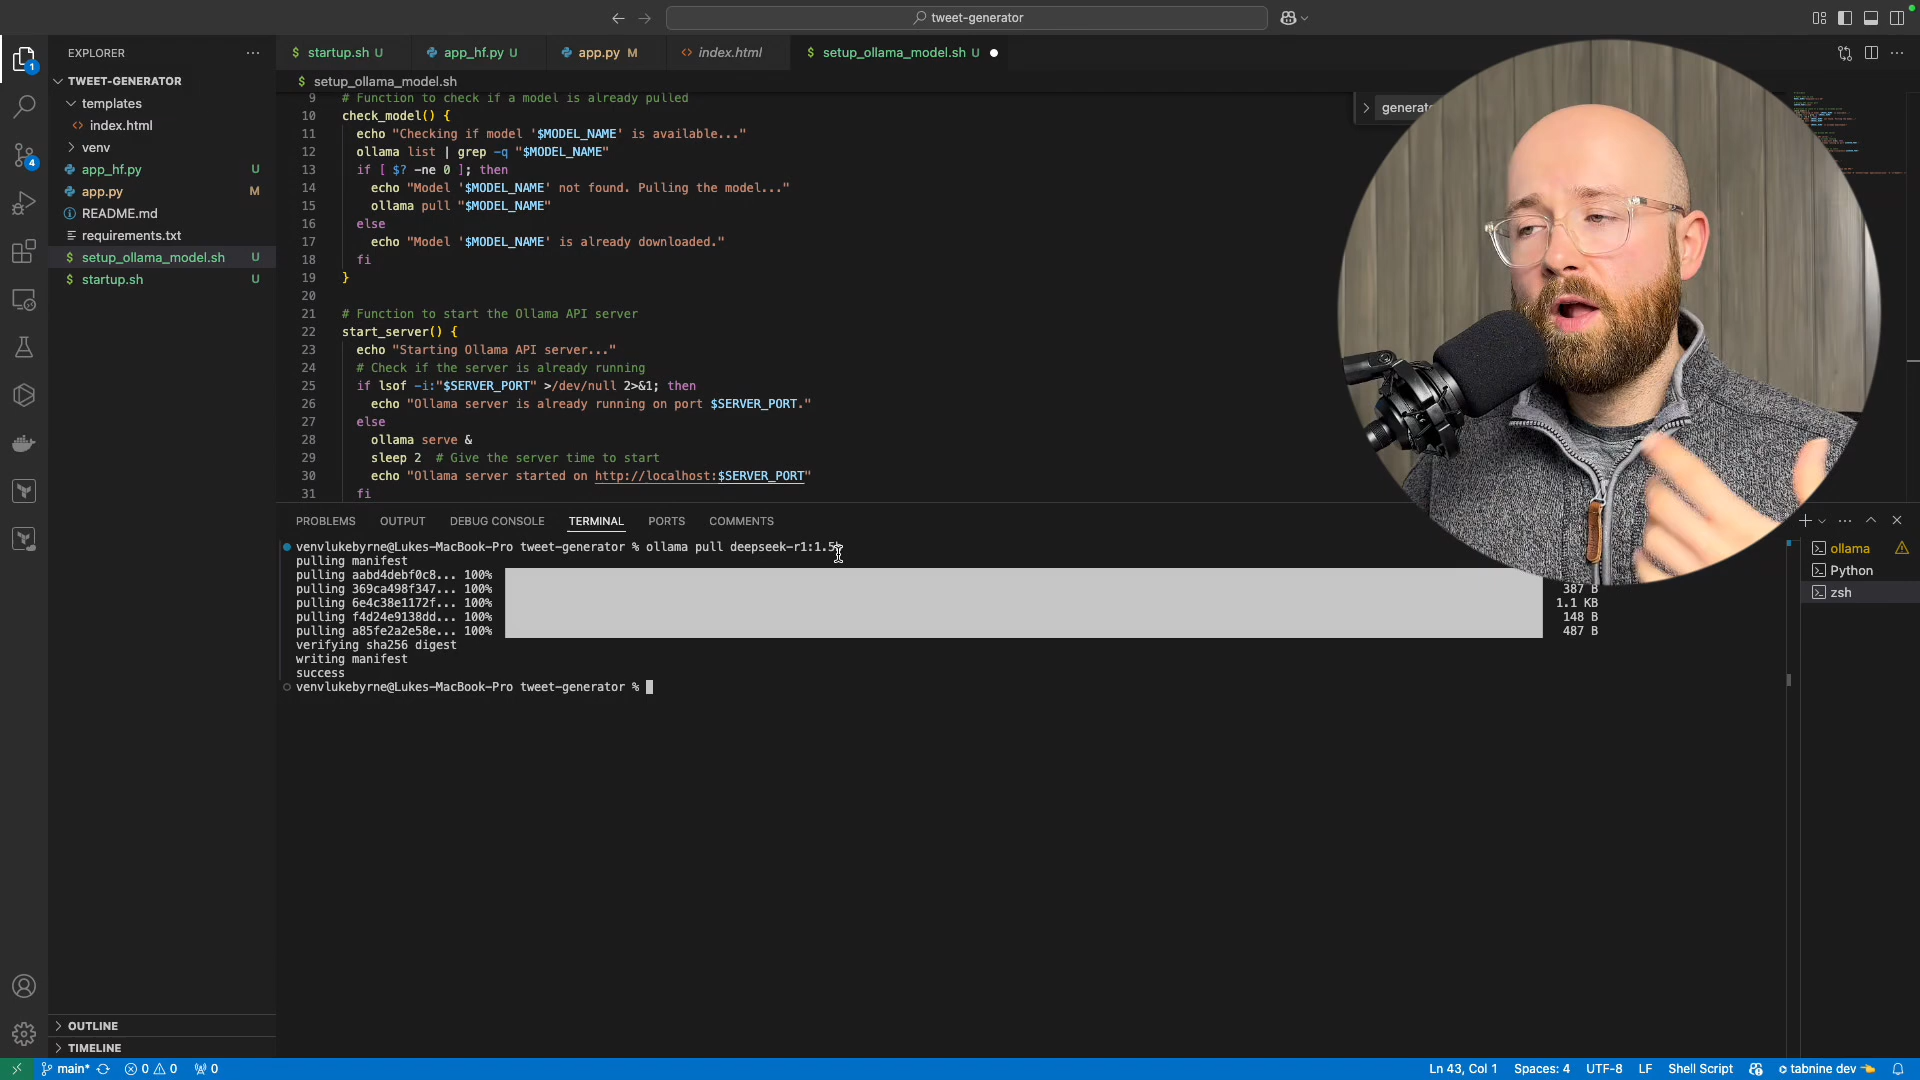 tweet-generator
EXPLORER
TWEET-GENERATOR
templates
index.html
venv
app_hf.py U
app.py M
README.md
requirements.txt
setup_ollama_model.sh U
startup.sh U
OUTLINE
TIMELINE
1
4
startup.sh U
app_hf.py U
app.py M
index.html
setup_ollama_model.sh U
setup_ollama_model.sh
9 # Function to check if a model is already pulled
10 check_model() {
11 echo "Checking if model '$MODEL_NAME' is available..."
12 ollama list | grep -q "$MODEL_NAME"
13 if [ $? -ne 0 ]; then
14 echo "Model '$MODEL_NAME' not found. Pulling the model..."
15 ollama pull "$MODEL_NAME"
16 else
17 echo "Model '$MODEL_NAME' is already downloaded."
18 fi
19 }
20
21 # Function to start the Ollama API server
22 start_server() {
23 echo "Starting Ollama API server..."
24 # Check if the server is already running
25 if lsof -i:"$SERVER_PORT" >/dev/null 2>&1; then
26 echo "Ollama server is already running on port $SERVER_PORT."
27 else
28 ollama serve &
29 sleep 2 # Give the server time to start
30 echo "Ollama server started on http://localhost:$SERVER_PORT"
31 fi
PROBLEMS OUTPUT DEBUG CONSOLE TERMINAL PORTS COMMENTS
venvlukebyrne@Lukes-MacBook-Pro tweet-generator % ollama pull deepseek-r1:1.5b
pulling manifest
pulling aabd4debf0c8... 100%
pulling 369ca498f347... 100% 387 B
pulling 6e4c38e1172f... 100% 1.1 KB
pulling f4d24e9138dd... 100% 148 B
pulling a85fe2a2e58e... 100% 487 B
verifying sha256 digest
writing manifest
success
venvlukebyrne@Lukes-MacBook-Pro tweet-generator %
ollama
Python
zsh
main* 0 0 0
Ln 43, Col 1 Spaces: 4 UTF-8 LF Shell Script tabnine dev